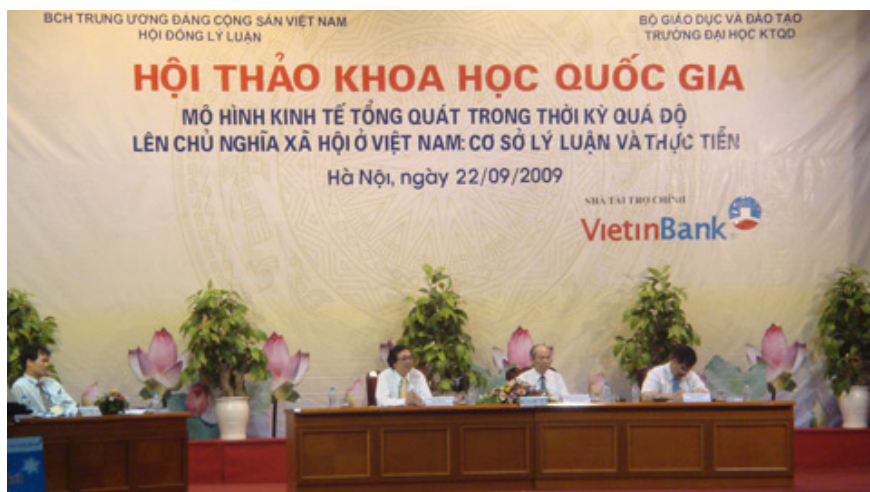 BCH TRUNG ƯƠNG ĐẢNG CỘNG SẢN VIỆT NAM
HỘI ĐỒNG LÝ LUẬN
BỘ GIÁO DỤC VÀ ĐÀO TẠO
TRƯỜNG ĐẠI HỌC KTQD
HỘI THẢO KHOA HỌC QUỐC GIA
MÔ HÌNH KINH TẾ TỔNG QUÁT TRONG THỜI KỲ QUÁ ĐỘ
LÊN CHỦ NGHĨA XÃ HỘI Ở VIỆT NAM: CƠ SỞ LÝ LUẬN VÀ THỰC TIỄN
Hà Nội, ngày 22/09/2009
NHÀ TÀI TRỢ CHÍNH
VietinBank